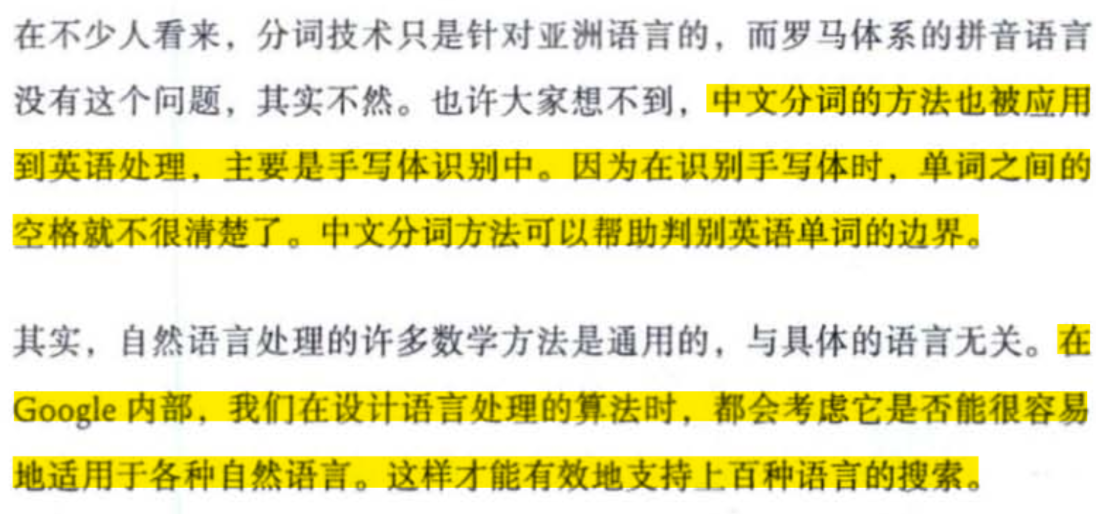 在不少人看来，分词技术只是针对亚洲语言的，而罗马体系的拼音语言
没有这个问题，其实不然。也许大家想不到，中文分词的方法也被应用
到英语处理，主要是手写体识别中。因为在识别手写体时，单词之间的
空格就不很清楚了。中文分词方法可以帮助判别英语单词的边界。
其实，自然语言处理的许多数学方法是通用的，与具体的语言无关。在
Google 内部，我们在设计语言处理的算法时，都会考虑它是否能很容易
地适用于各种自然语言。这样才能有效地支持上百种语言的搜索。